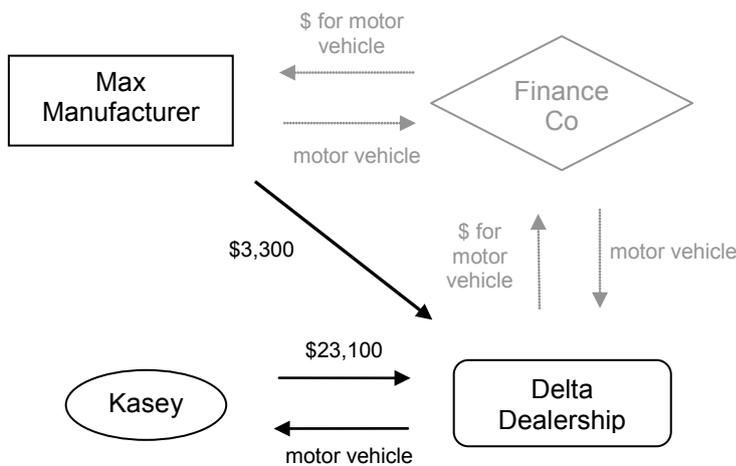 $ for motor
vehicle
Max
Manufacturer
Finance
Co
motor vehicle
$3,300
$ for
motor
vehicle
motor vehicle
$23,100
Kasey
Delta
Dealership
motor vehicle